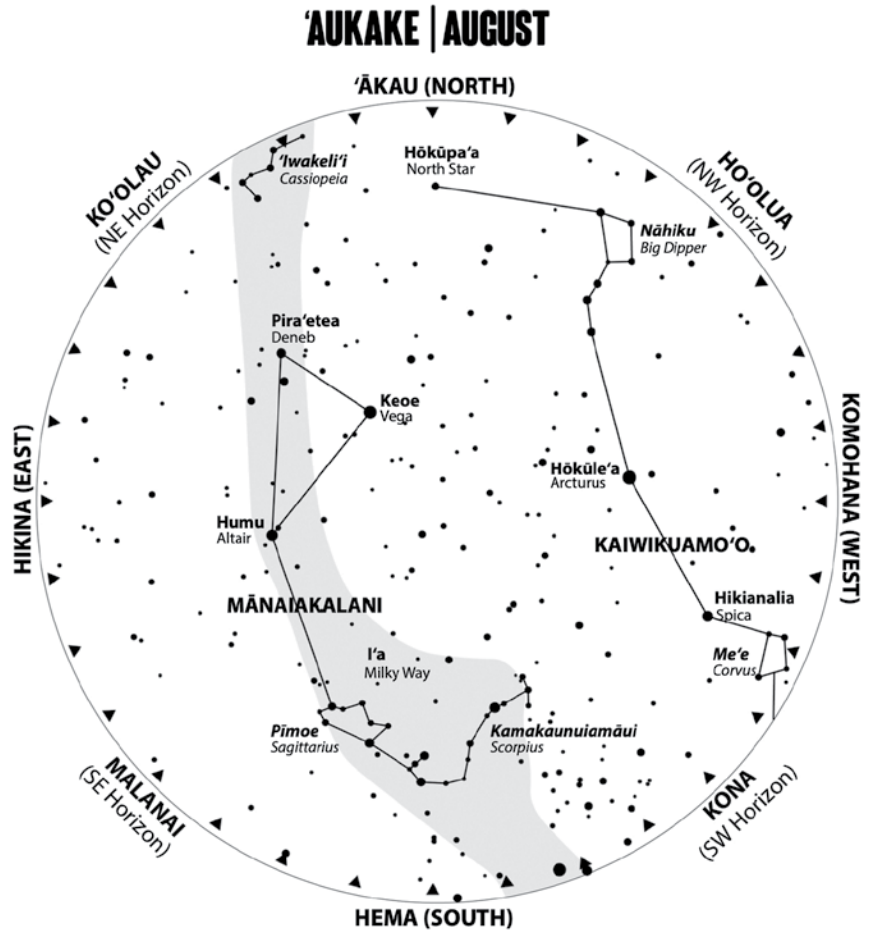 ʻAUKAKE | AUGUST
ʻĀKAU (NORTH)
KOʻOLAU
(NE Horizon)
HOʻOLUA
(NW Horizon)
ʻIwakeliʻi
Cassiopeia
Hōkūpaʻa
North Star
Nāhiku
Big Dipper
Piraʻetea
Deneb
Keoe
Vega
HIKINA (EAST)
KOMOHANA (WEST)
Hōkūleʻa
Arcturus
Humu
Altair
KAIWIKUAMOʻO
MĀNAIAKALANI
Hikianalia
Spica
Iʻa
Milky Way
Meʻe
Corvus
Pīmoe
Sagittarius
Kamakaunuiamāui
Scorpius
MALANAI
(SE Horizon)
KONA
(SW Horizon)
HEMA (SOUTH)